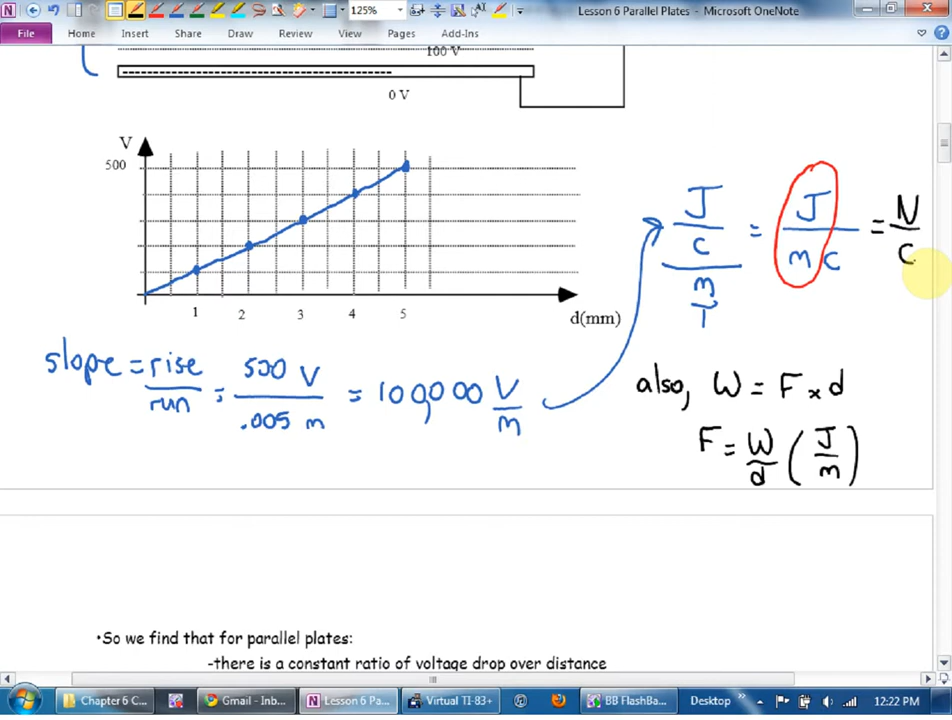 Lesson 6 Parallel Plates - Microsoft OneNote
125%
File Home Insert Share Draw Review Pages Add-Ins
100 V
0 V
V
500
1 2 3 4 5
d(mm)
J/C / m/1 = J/mC = N/C
slope = rise/run = 500 V/.005 m = 100,000 V/m
also, W = F x d
F = W/d (J/m)
•So we find that for parallel plates:
-there is a constant ratio of voltage drop over distance
Chapter 6 C... Gmail - Inb... Lesson 6 Pa... Virtual TI-83+ BB FlashBa... Desktop 12:22 PM